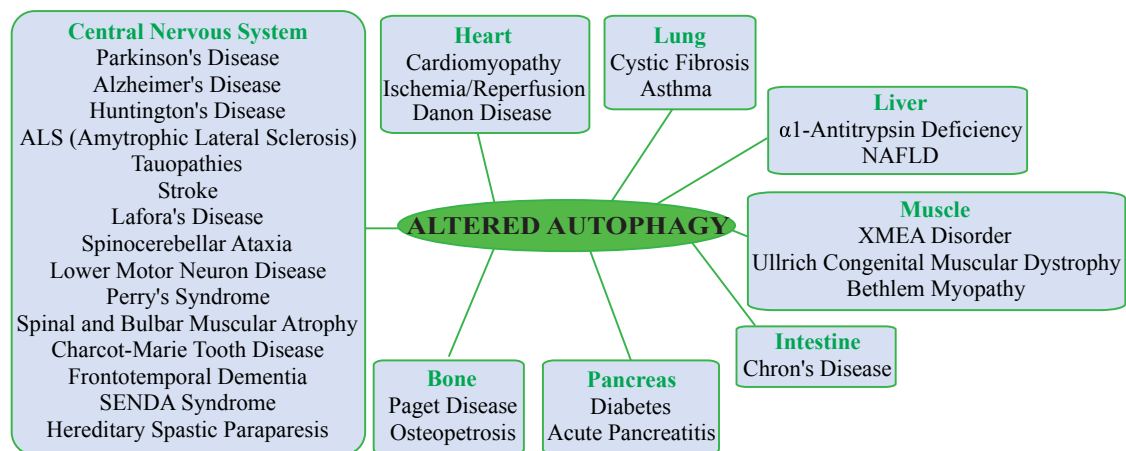 Central Nervous System
Parkinson's Disease
Alzheimer's Disease
Huntington's Disease
ALS (Amytrophic Lateral Sclerosis)
Tauopathies
Stroke
Lafora's Disease
Spinocerebellar Ataxia
Lower Motor Neuron Disease
Perry's Syndrome
Spinal and Bulbar Muscular Atrophy
Charcot-Marie Tooth Disease
Frontotemporal Dementia
SENDA Syndrome
Hereditary Spastic Paraparesis
Heart
Cardiomyopathy
Ischemia/Reperfusion
Danon Disease
Lung
Cystic Fibrosis
Asthma
Liver
α1-Antitrypsin Deficiency
NAFLD
ALTERED AUTOPHAGY
Muscle
XMEA Disorder
Ullrich Congenital Muscular Dystrophy
Bethlem Myopathy
Intestine
Chron's Disease
Bone
Paget Disease
Osteopetrosis
Pancreas
Diabetes
Acute Pancreatitis